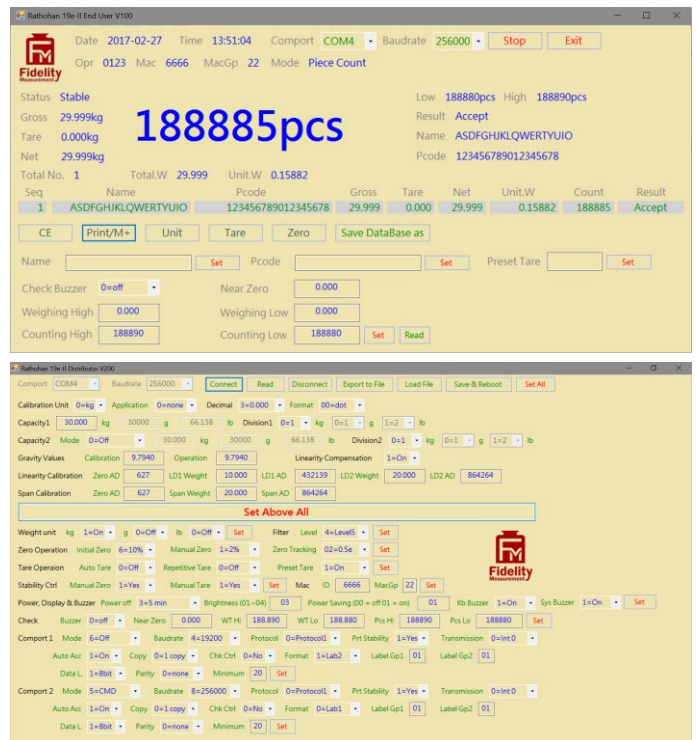 Rathohan 19e-II End User V100
Date 2017-02-27 Time 13:51:04 Comport COM4 Baudrate 256000 Stop Exit
Opr 0123 Mac 6666 MacGp 22 Mode Piece Count
Fidelity
Measurement
Status Stable
Gross 29.999kg
Tare 0.000kg
Net 29.999kg
188885pcs
Low 188880pcs High 188890pcs
Result Accept
Name ASDFGHJKLQWERTYUIO
Pcode 123456789012345678
Total No. 1 Total.W 29.999 Unit.W 0.15882
Seq Name Pcode Gross Tare Net Unit.W Count Result
1 ASDFGHJKLQWERTYUIO 123456789012345678 29.999 0.000 29.999 0.15882 188885 Accept
CE Print/M+ Unit Tare Zero Save DataBase as
Name Set Pcode Set Preset Tare Set
Check Buzzer 0=off Near Zero 0.000
Weighing High 0.000 Weighing Low 0.000
Counting High 188890 Counting Low 188880 Set Read
Rathohan 19e-II Distributor V200
Comport COM4 Baudrate 256000 Connect Read Disconnect Export to File Load File Save & Reboot Set All
Calibration Unit 0=kg Application 0=none Decimal 3=0.000 Format 00=dot
Capacity1 30.000 kg 30000 g 66.138 lb Division1 0=1 kg 0=1 g 1=2 lb
Capacity2 Mode 0=Off 30.000 kg 30000 g 66.138 lb Division2 0=1 kg 0=1 g 1=2 lb
Gravity Values Calibration 9.7940 Operation 9.7940 Linearity Compensation 1=On
Linearity Calibration Zero AD 627 LD1 Weight 10.000 LD1 AD 432139 LD2 Weight 20.000 LD2 AD 864264
Span Calibration Zero AD 627 Span Weight 20.000 Span AD 864264
Set Above All
Weight unit kg 1=On g 0=Off lb 0=Off Set Filter Level 4=Level5 Set
Zero Operation Initial Zero 6=10% Manual Zero 1=2% Zero Tracking 02=0.5e Set
Tare Operaion Auto Tare 0=Off Repetitive Tare 0=Off Preset Tare 1=On Set
Fidelity
Measurement
Stability Ctrl Manual Zero 1=Yes Manual Tare 1=Yes Set Mac ID 6666 MacGp 22 Set
Power, Display & Buzzer Power off 3=5 min Brightness (01~04) 03 Power Saving (00 = off 01 = on) 01 Kb Buzzer 1=On Sys Buzzer 1=On Set
Check Buzzer 0=off Near Zero 0.000 WT Hi 188.890 WT Lo 188.880 Pcs Hi 188890 Pcs Lo 188880 Set
Comport 1 Mode 6=Off Baudrate 4=19200 Protocol 0=Protocol1 Prt Stability 1=Yes Transmission 0=Int 0
Auto Acc 1=On Copy 0=1 copy Chk Ctrl 0=No Format 1=Lab2 Label Gp1 01 Label Gp2 01
Data L 1=8bit Parity 0=none Minimum 20 Set
Comport 2 Mode 5=CMD Baudrate 8=256000 Protocol 0=Protocol1 Prt Stability 1=Yes Transmission 0=Int 0
Auto Acc 1=On Copy 0=1 copy Chk Ctrl 0=No Format 0=Lab1 Label Gp1 01 Label Gp2 01
Data L 1=8bit Parity 0=none Minimum 20 Set